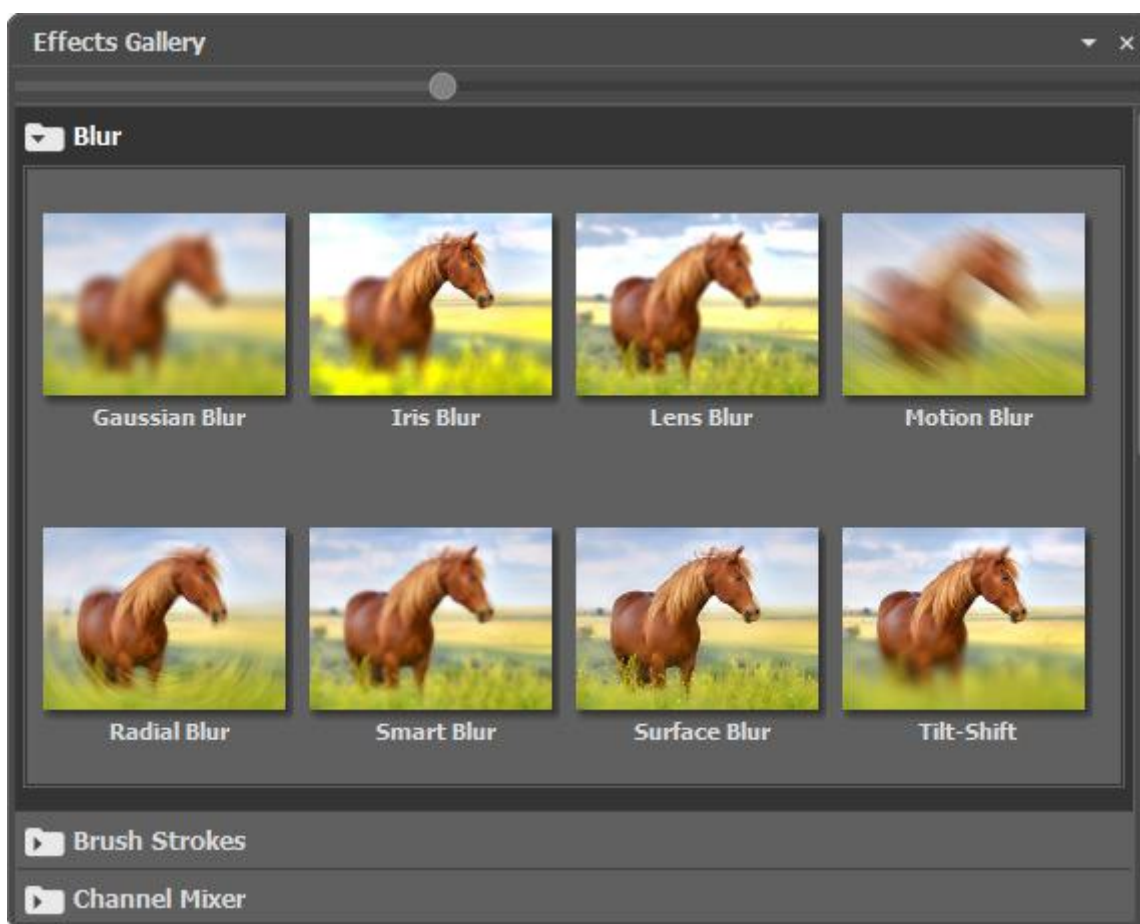 Effects Gallery
Blur
Gaussian Blur Iris Blur Lens Blur Motion Blur
Radial Blur Smart Blur Surface Blur Tilt-Shift
Brush Strokes
Channel Mixer